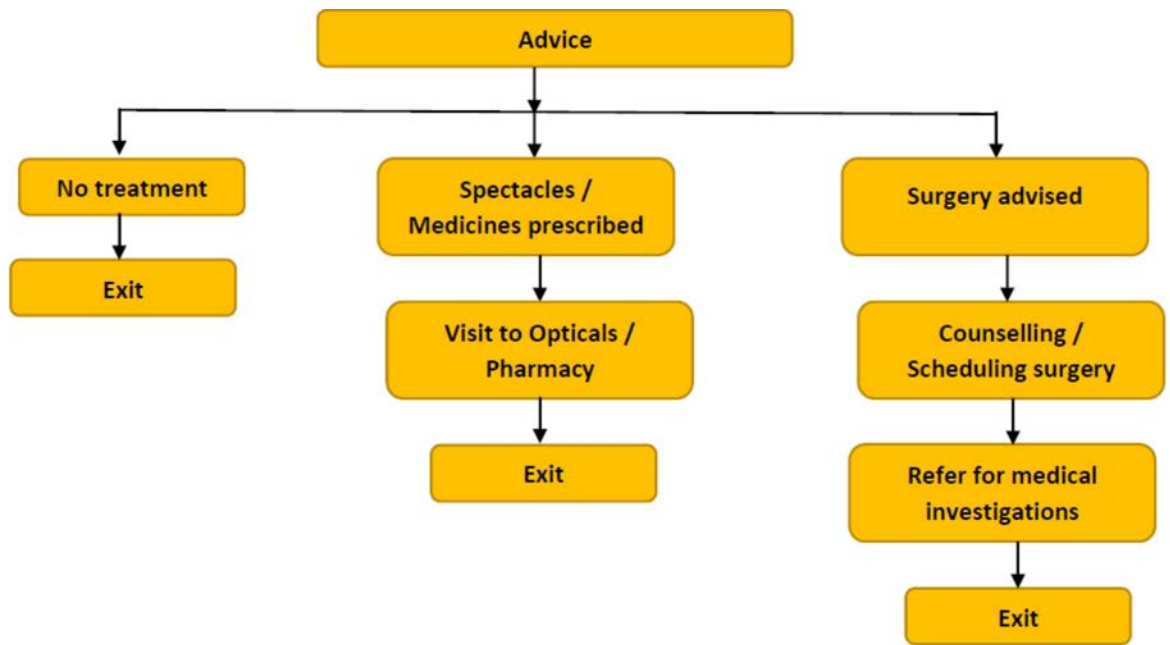 Advice
No treatment
Exit
Spectacles /
Medicines prescribed
Visit to Opticals /
Pharmacy
Exit
Surgery advised
Counselling /
Scheduling surgery
Refer for medical
investigations
Exit